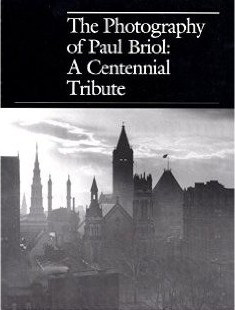 The Photography
of Paul Briol:
A Centennial
Tribute